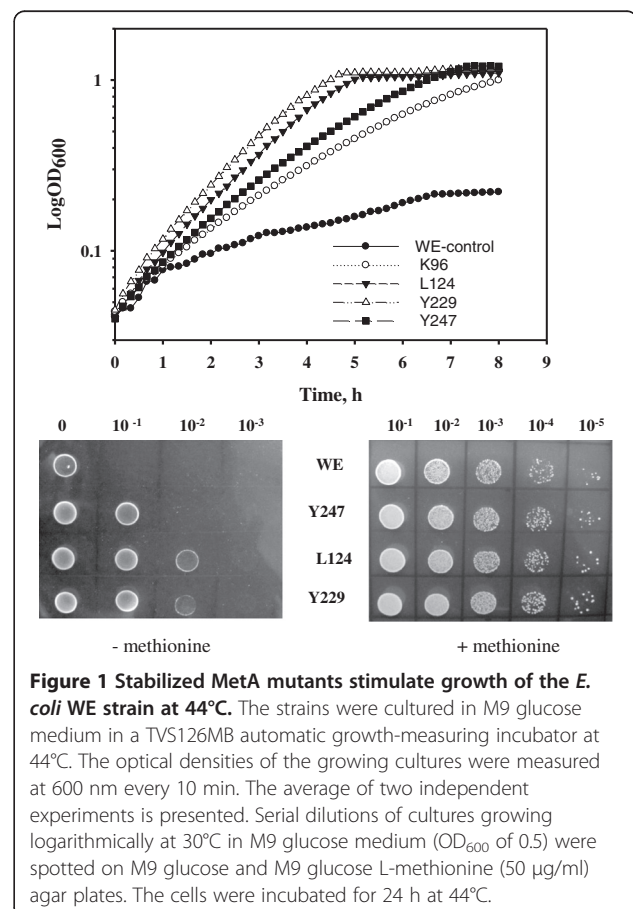 1
LogOD600
0.1
WE-control
K96
L124
Y229
Y247
0 1 2 3 4 5 6 7 8 9
Time, h
0 10-1 10-2 10-3
10-1 10-2 10-3 10-4 10-5
WE
Y247
L124
Y229
- methionine
+ methionine
Figure 1 Stabilized MetA mutants stimulate growth of the E.
coli WE strain at 44°C. The strains were cultured in M9 glucose
medium in a TVS126MB automatic growth-measuring incubator at
44°C. The optical densities of the growing cultures were measured
at 600 nm every 10 min. The average of two independent
experiments is presented. Serial dilutions of cultures growing
logarithmically at 30°C in M9 glucose medium (OD600 of 0.5) were
spotted on M9 glucose and M9 glucose L-methionine (50 μg/ml)
agar plates. The cells were incubated for 24 h at 44°C.